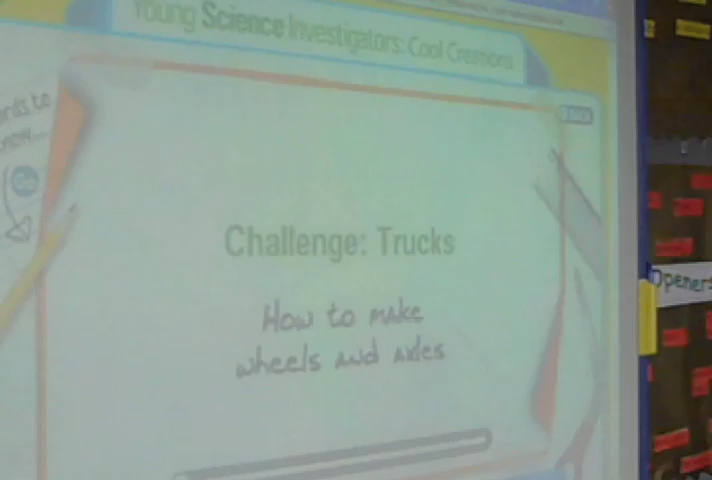 Young Science Investigators: Cool Creations
Challenge: Trucks
How to make
wheels and axles
Openers